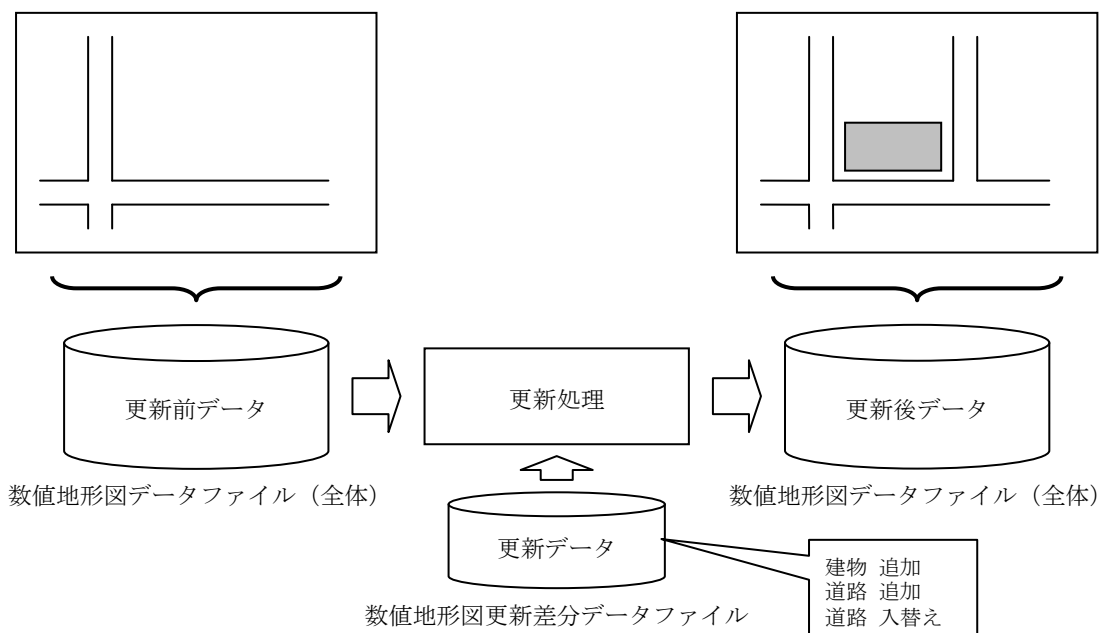 更新前データ
更新処理
更新後データ
数値地形図データファイル(全体)
数値地形図データファイル(全体)
更新データ
建物 追加
道路 追加
道路 入替え
数値地形図更新差分データファイル